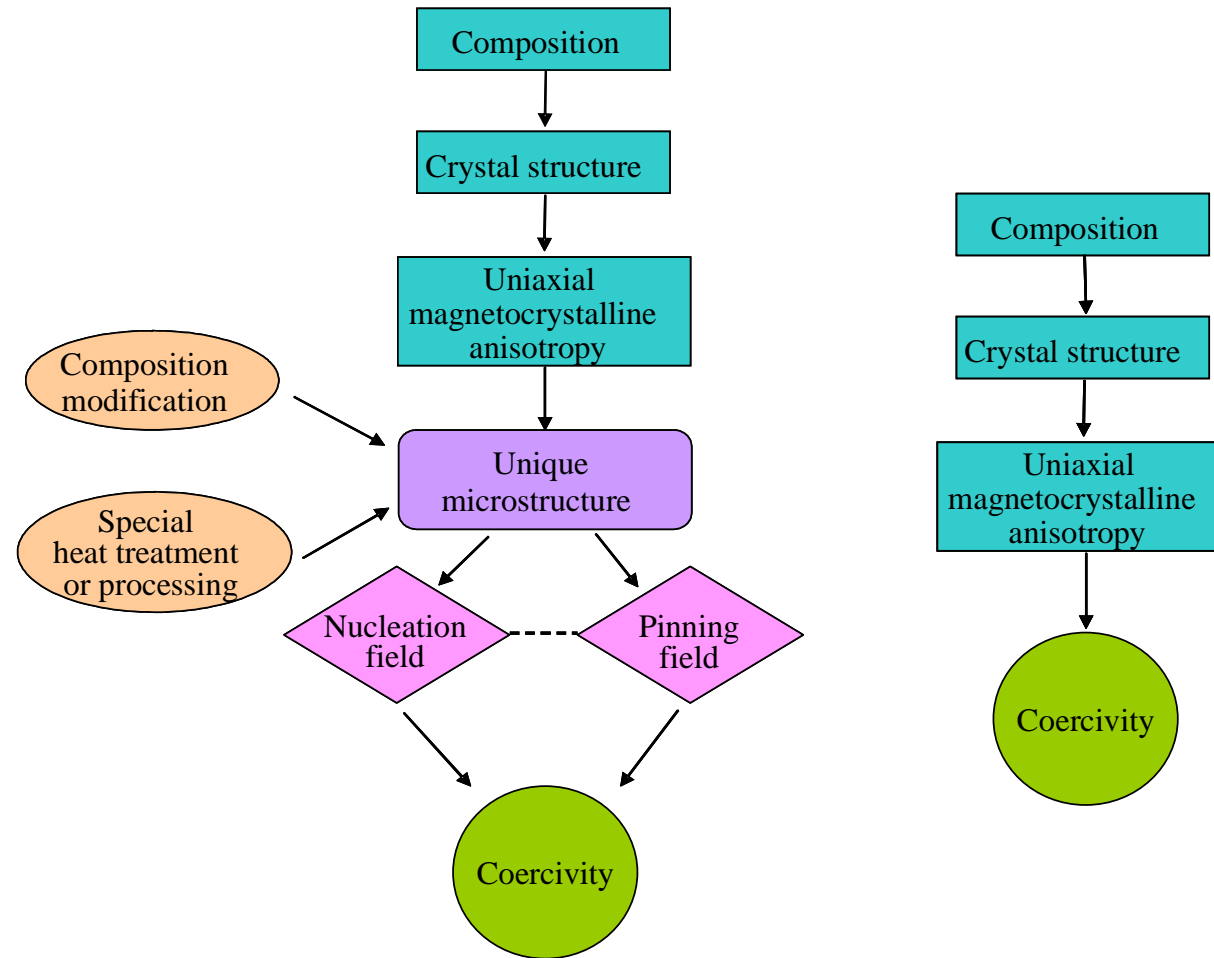 Composition
Crystal structure
Uniaxial
magnetocrystalline
anisotropy
Composition
modification
Special
heat treatment
or processing
Unique
microstructure
Nucleation
field
Pinning
field
Coercivity
Composition
Crystal structure
Uniaxial
magnetocrystalline
anisotropy
Coercivity